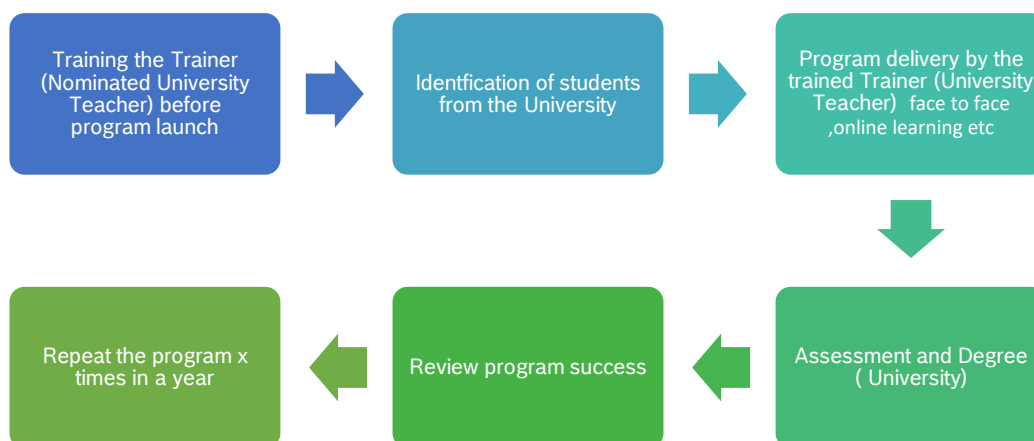 Training the Trainer
(Nominated University
Teacher) before
program launch
Identfication of students
from the University
Program delivery by the
trained Trainer (University
Teacher) face to face
,online learning etc
Assessment and Degree
( University)
Review program success
Repeat the program x
times in a year